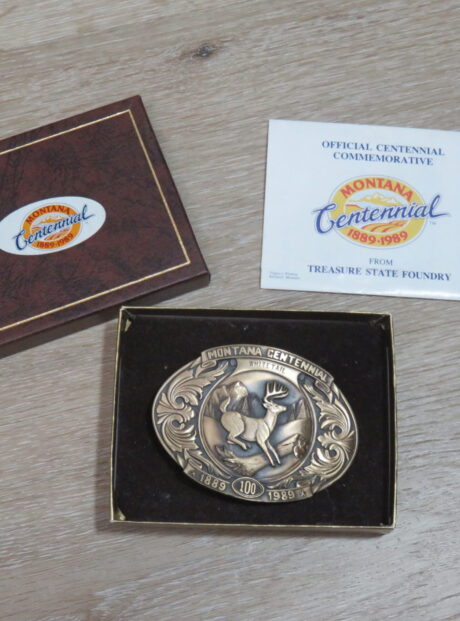 MONTANA
Centennial
1889-1989
OFFICIAL CENTENNIAL
COMMEMORATIVE
MONTANA
Centennial
1889-1989
TM
FROM
TREASURE STATE FOUNDRY
MONTANA CENTENNIAL
WHITETAIL
1889 100 1989